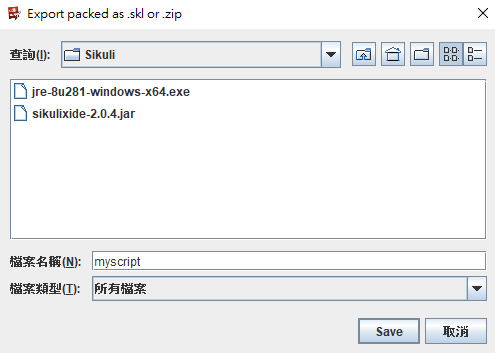 Export packed as .skl or .zip
查詢(I): Sikuli
jre-8u281-windows-x64.exe
sikulixide-2.0.4.jar
檔案名稱(N): myscript
檔案類型(T): 所有檔案
Save 取消